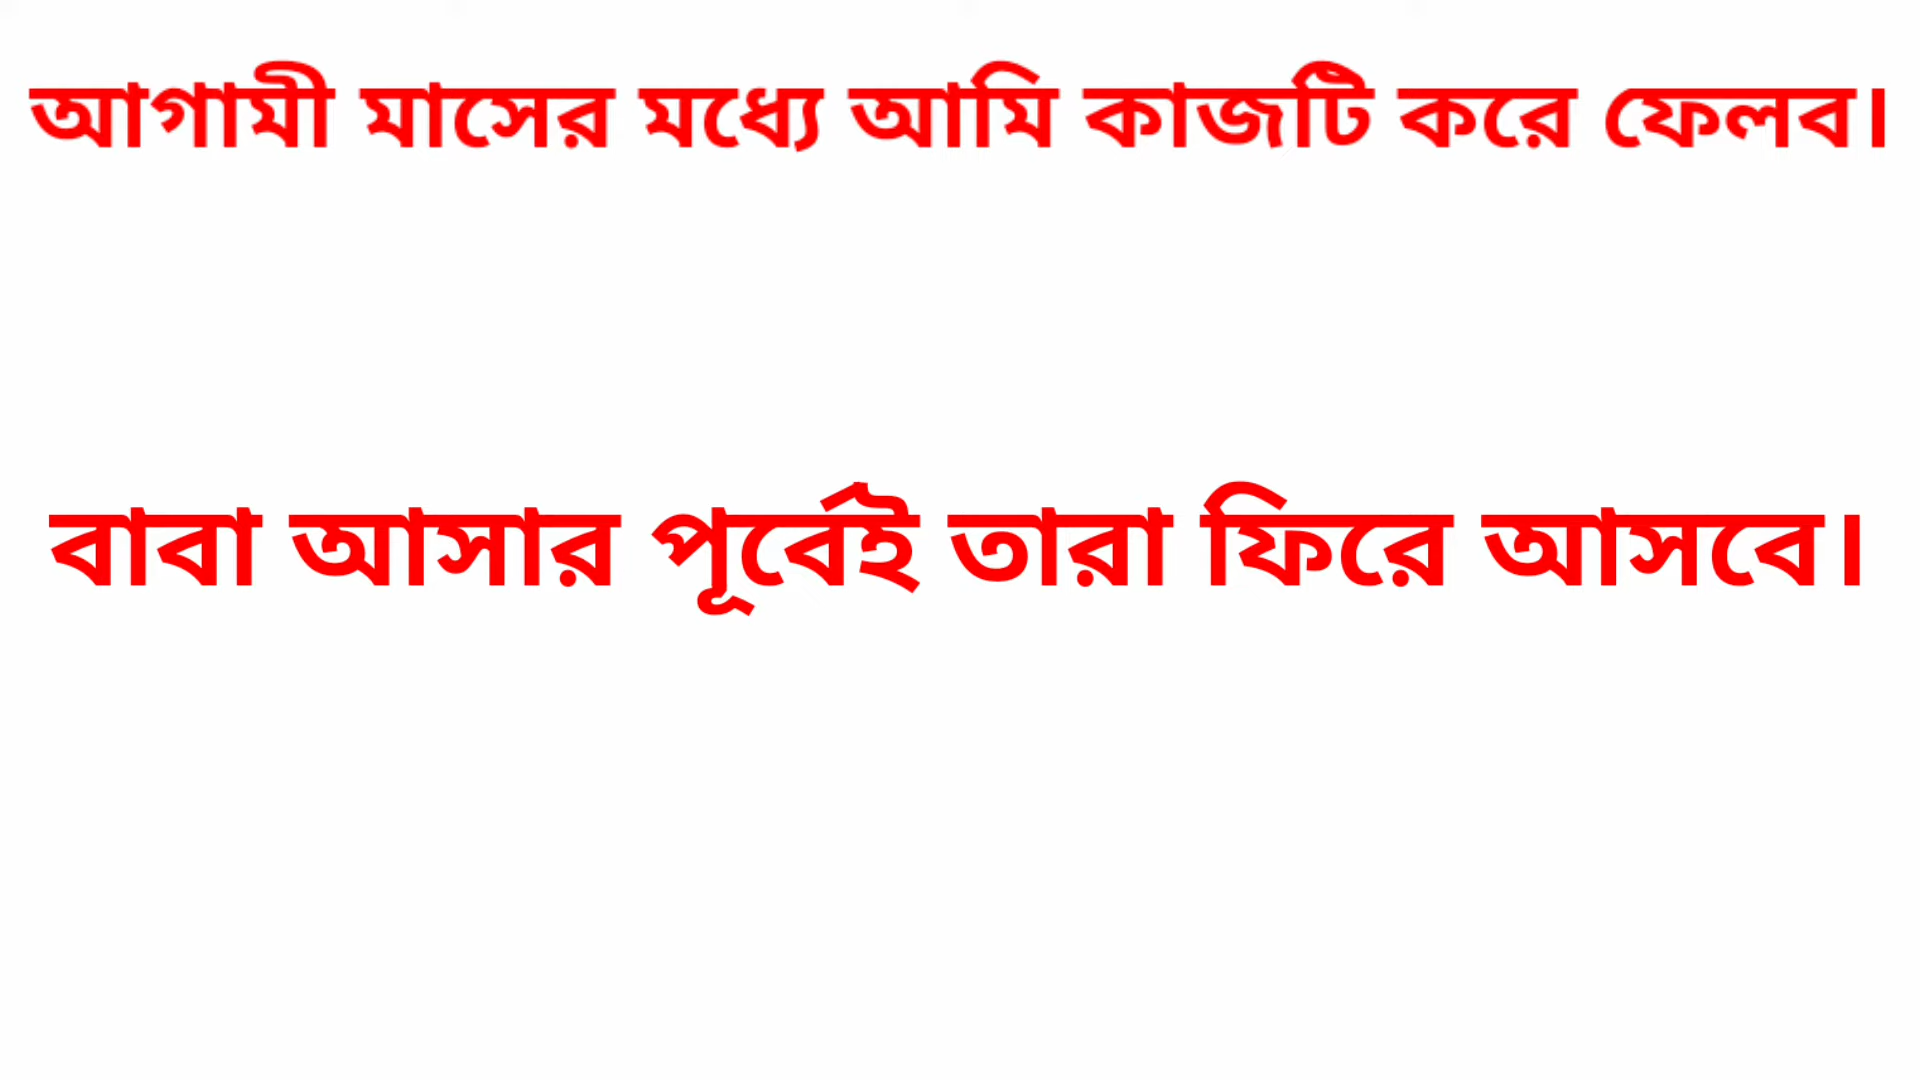 আগামী মাসের মধ্যে আমি কাজটি করে ফেলব।
বাবা আসার পূর্বেই তারা ফিরে আসবে।